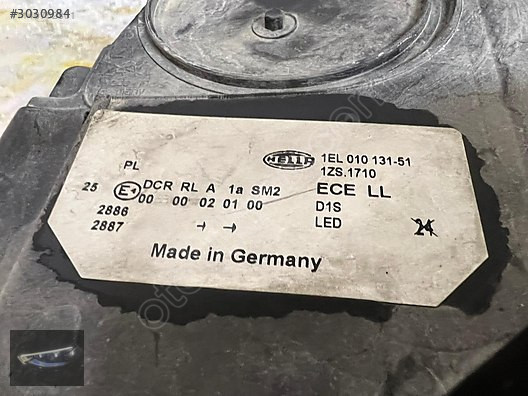 #3030984
HELLA 1EL 010 131-51
1ZS.1710
PL
ECE LL
25 E DCR RL A 1a SM2
00 00 02 01 00
D1S
2886
LED 24
2887
Made in Germany